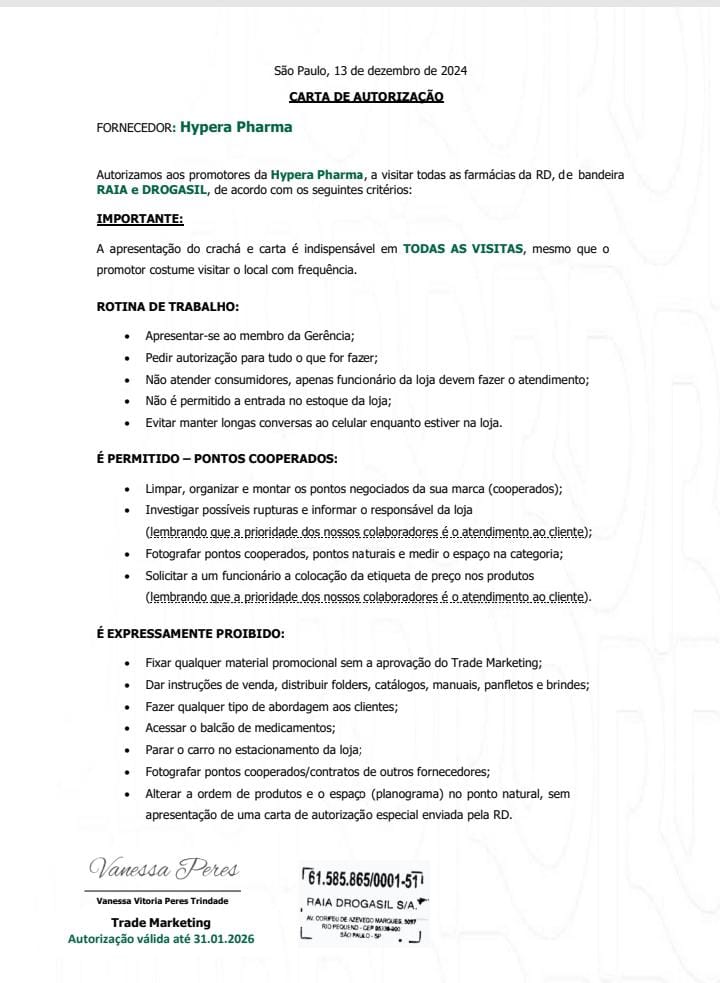 São Paulo, 13 de dezembro de 2024
CARTA DE AUTORIZAÇÃO
FORNECEDOR: Hypera Pharma
Autorizamos aos promotores da Hypera Pharma, a visitar todas as farmácias da RD, de bandeira
RAIA e DROGASIL, de acordo com os seguintes critérios:
IMPORTANTE:
A apresentação do crachá e carta é indispensável em TODAS AS VISITAS, mesmo que o
promotor costume visitar o local com frequência.
ROTINA DE TRABALHO:
• Apresentar-se ao membro da Gerência;
• Pedir autorização para tudo o que for fazer;
• Não atender consumidores, apenas funcionário da loja devem fazer o atendimento;
• Não é permitido a entrada no estoque da loja;
• Evitar manter longas conversas ao celular enquanto estiver na loja.
É PERMITIDO – PONTOS COOPERADOS:
• Limpar, organizar e montar os pontos negociados da sua marca (cooperados);
• Investigar possíveis rupturas e informar o responsável da loja
(lembrando que a prioridade dos nossos colaboradores é o atendimento ao cliente);
• Fotografar pontos cooperados, pontos naturais e medir o espaço na categoria;
• Solicitar a um funcionário a colocação da etiqueta de preço nos produtos
(lembrando que a prioridade dos nossos colaboradores é o atendimento ao cliente).
É EXPRESSAMENTE PROIBIDO:
• Fixar qualquer material promocional sem a aprovação do Trade Marketing;
• Dar instruções de venda, distribuir folders, catálogos, manuais, panfletos e brindes;
• Fazer qualquer tipo de abordagem aos clientes;
• Acessar o balcão de medicamentos;
• Parar o carro no estacionamento da loja;
• Fotografar pontos cooperados/contratos de outros fornecedores;
• Alterar a ordem de produtos e o espaço (planograma) no ponto natural, sem
apresentação de uma carta de autorização especial enviada pela RD.
Vanessa Peres
Vanessa Vitoria Peres Trindade
Trade Marketing
Autorização válida até 31.01.2026
61.585.865/0001-51
RAIA DROGASIL S/A.
AV. CORIFEU DE AZEVEDO MARQUES, 3097
RIO PEQUENO - CEP
SÃO PAULO - SP